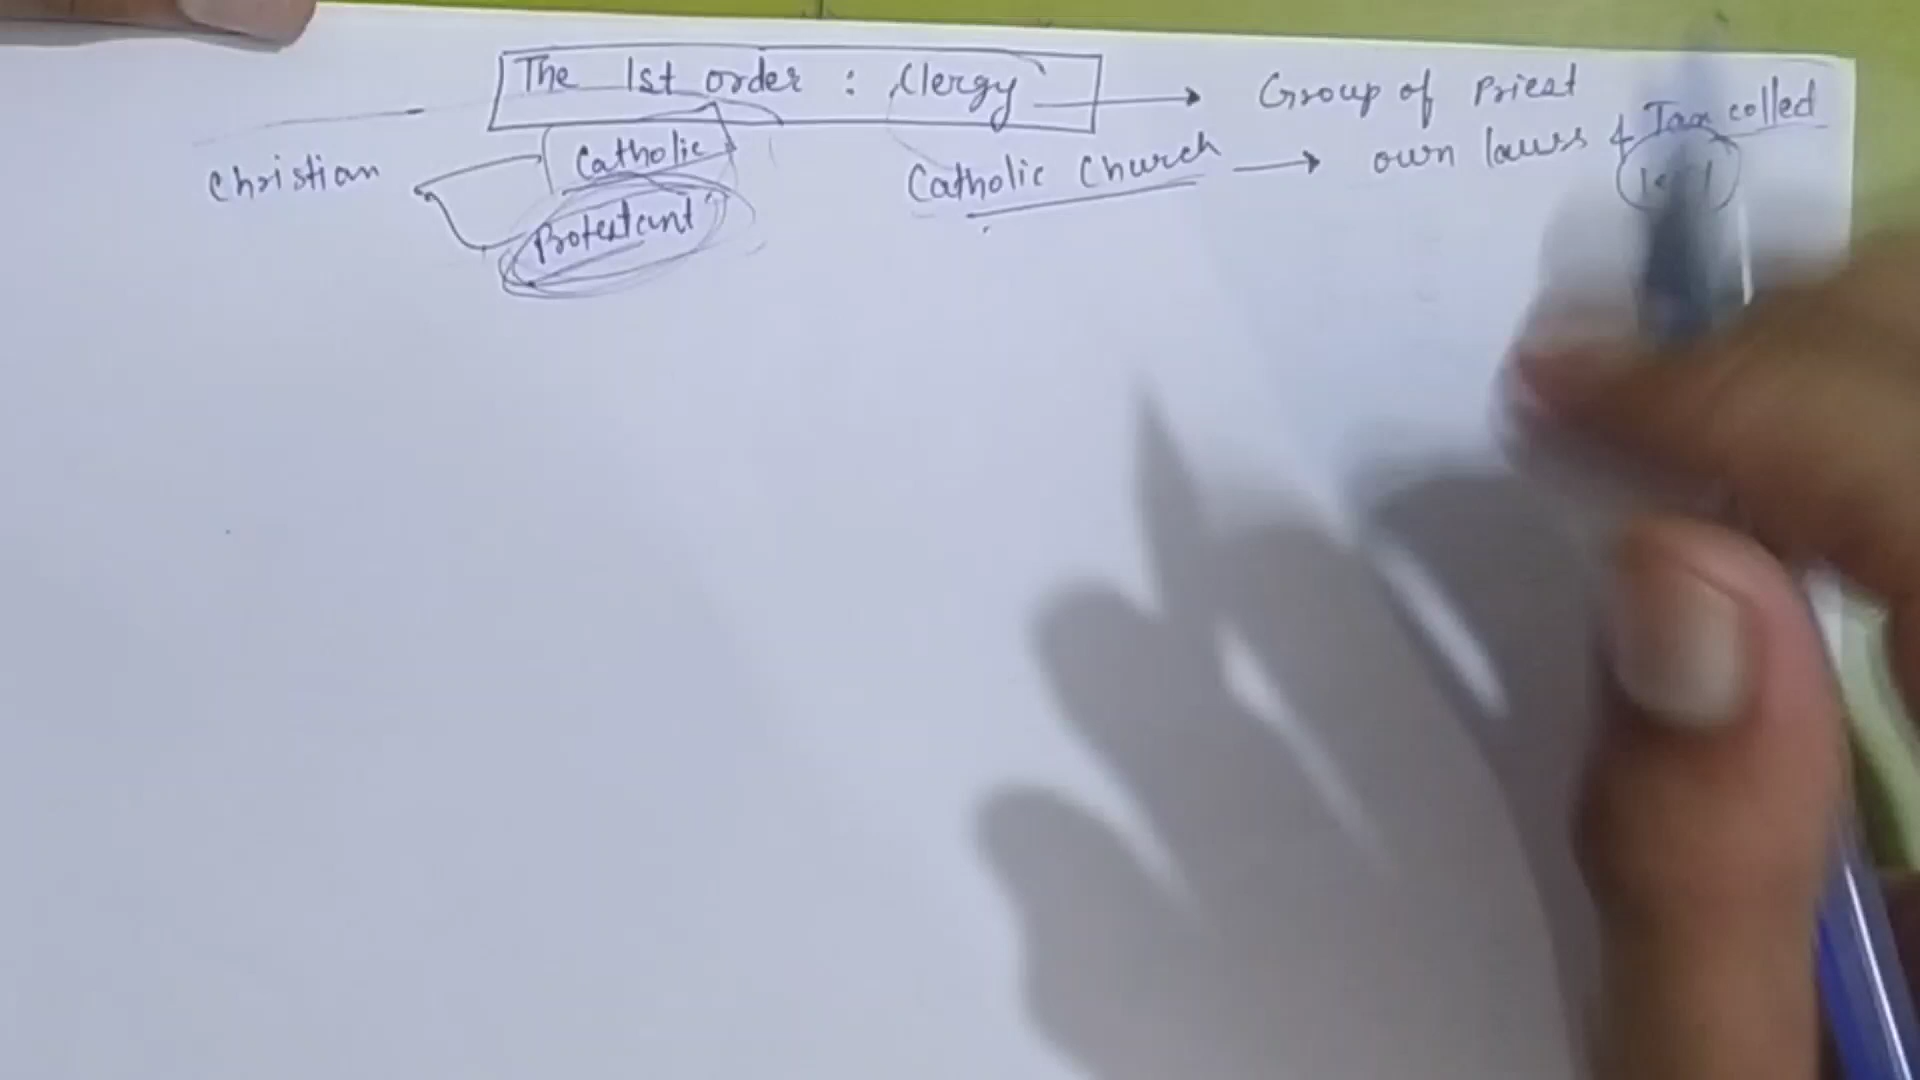 The 1st order : Clergy → Group of Priest
Christian
Catholic
Protestant
Catholic Church → own laws & Tax colled